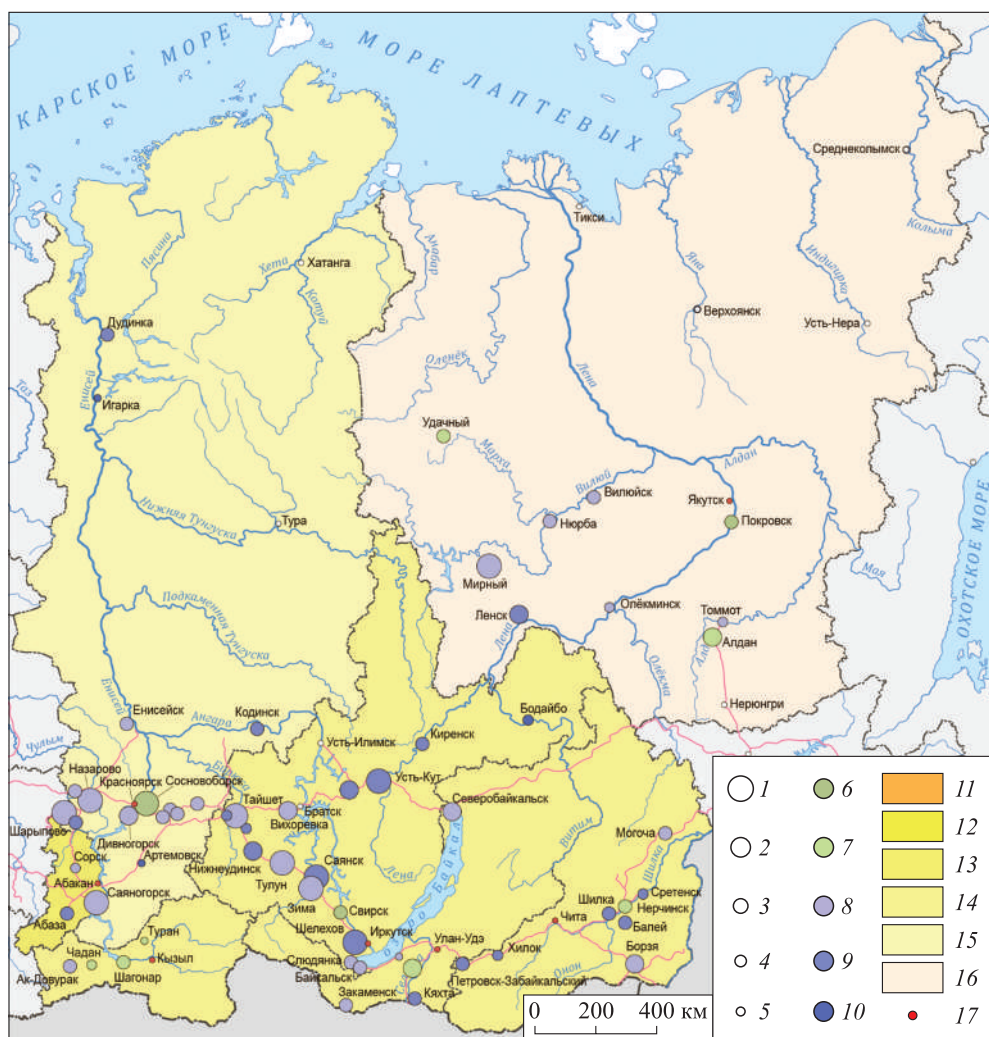 КАРСКОЕ МОРЕ
МОРЕ ЛАПТЕВЫХ
Среднеколымск
Тикси
Колыма
Пясина
Хета
Хатанга
Котуй
Анабар
Яна
Индигирка
Верхоянск
Усть-Нера
Дудинка
Оленёк
Лена
Енисей
Игарка
Таз
Удачный
Марха
Вилюй
Алдан
Вилюйск
Якутск
Нюрба
Покровск
Нижняя Тунгуска
Тура
Мирный
Мая
ОХОТСКОЕ МОРЕ
Подкаменная Тунгуска
Ленск
Олёкминск
Томмот
Алдан
Лена
Олёкма
Нерюнгри
Енисей
Енисейск
Ангара
Кодинск
Бодайбо
Чулым
Усть-Илимск
Киренск
Назарово
Красноярск
Сосновоборск
Усть-Кут
Тайшет
Братск
Вихоревка
Северобайкальск
Шарыпово
Дивногорск
Витим
Могоча
Сорск
Артемовск
Нижнеудинск
Саянск
Лена
Шилка
Абакан
Тулун
Саяногорск
озеро Байкал
Сретенск
Абаза
Зима
Свирск
Шилка
Нерчинск
Туран
Шелехов
Иркутск
Улан-Удэ
Чита
Балей
Чадан
Кызыл
Слюдянка
Хилок
Борзя
Ак-Довурак
Шагонар
Байкальск
Онон
Петровск-Забайкальский
Закаменск
Кяхта
0 200 400 км
1 6 11
2 7 12
13
3 8 14
4 9 15
16
5 10 17